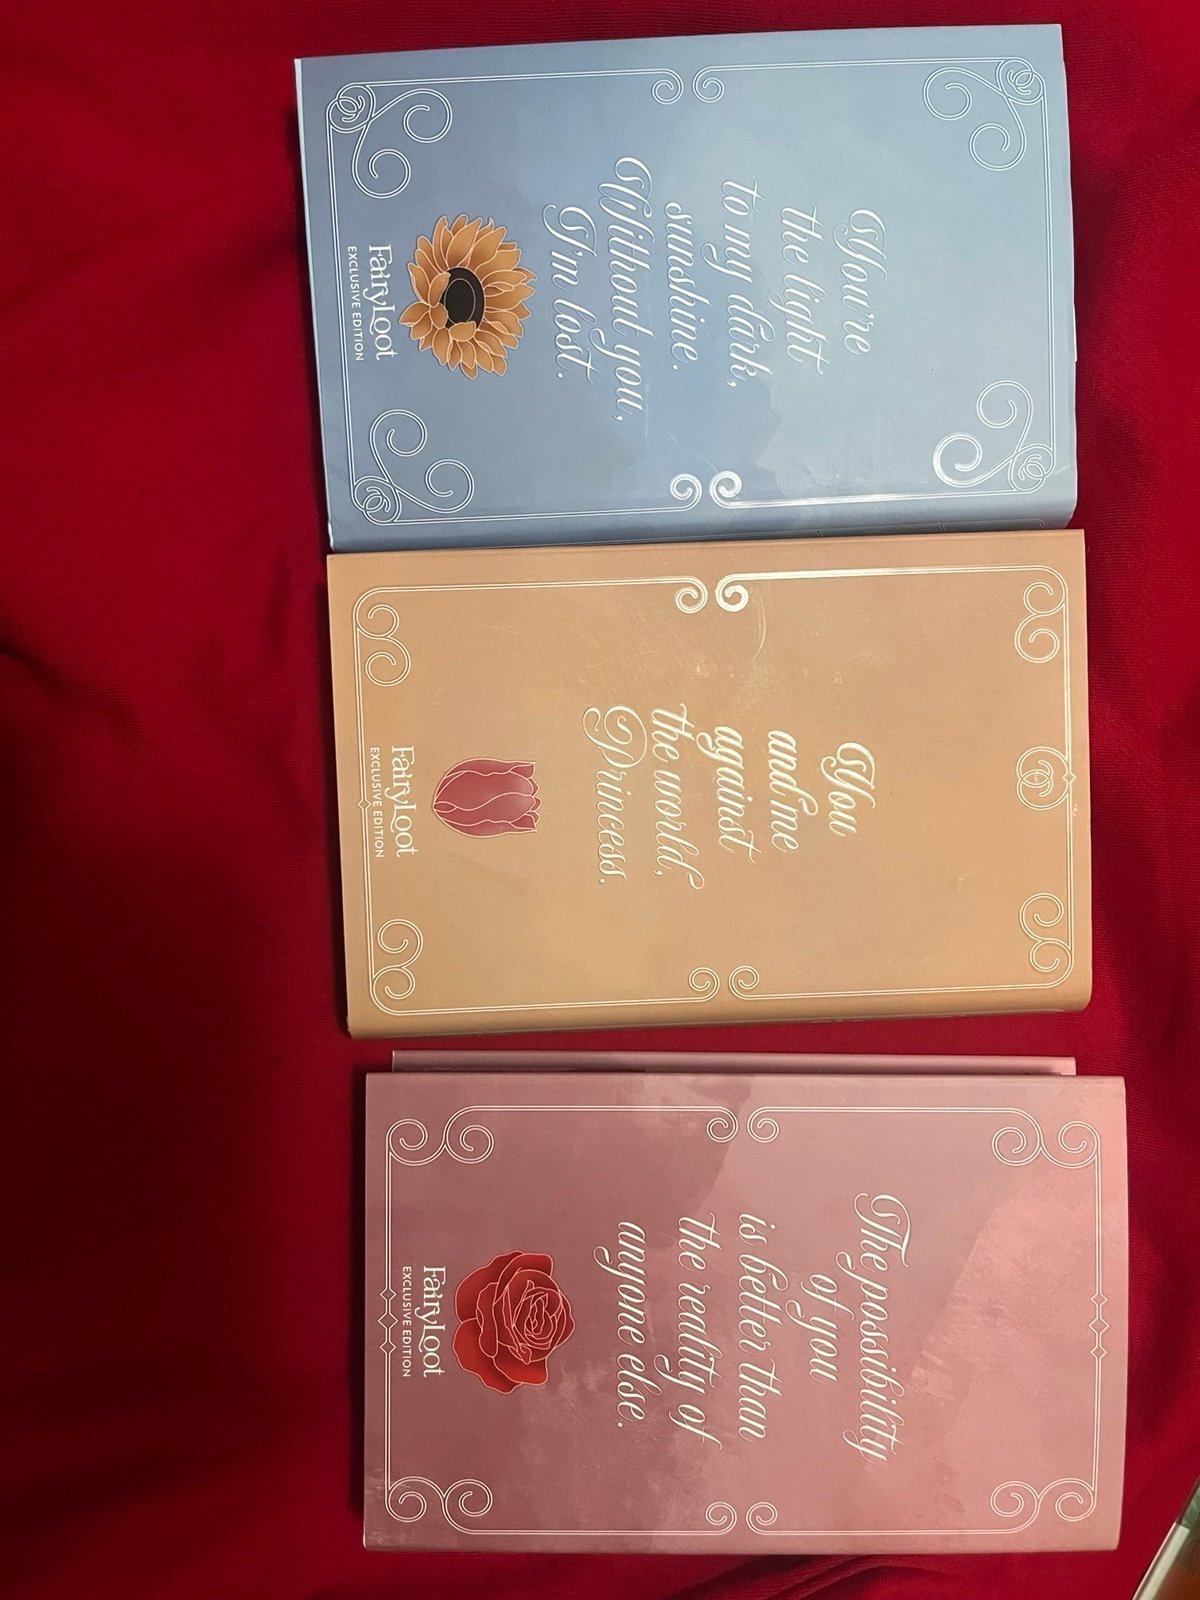 You're
the light
to my dark,
sunshine.
Without you,
I'm lost.
FairyLoot
EXCLUSIVE EDITION
You
and me
against
the world,
Princess.
FairyLoot
EXCLUSIVE EDITION
The possibility
of you
is better than
the reality of
anyone else.
FairyLoot
EXCLUSIVE EDITION